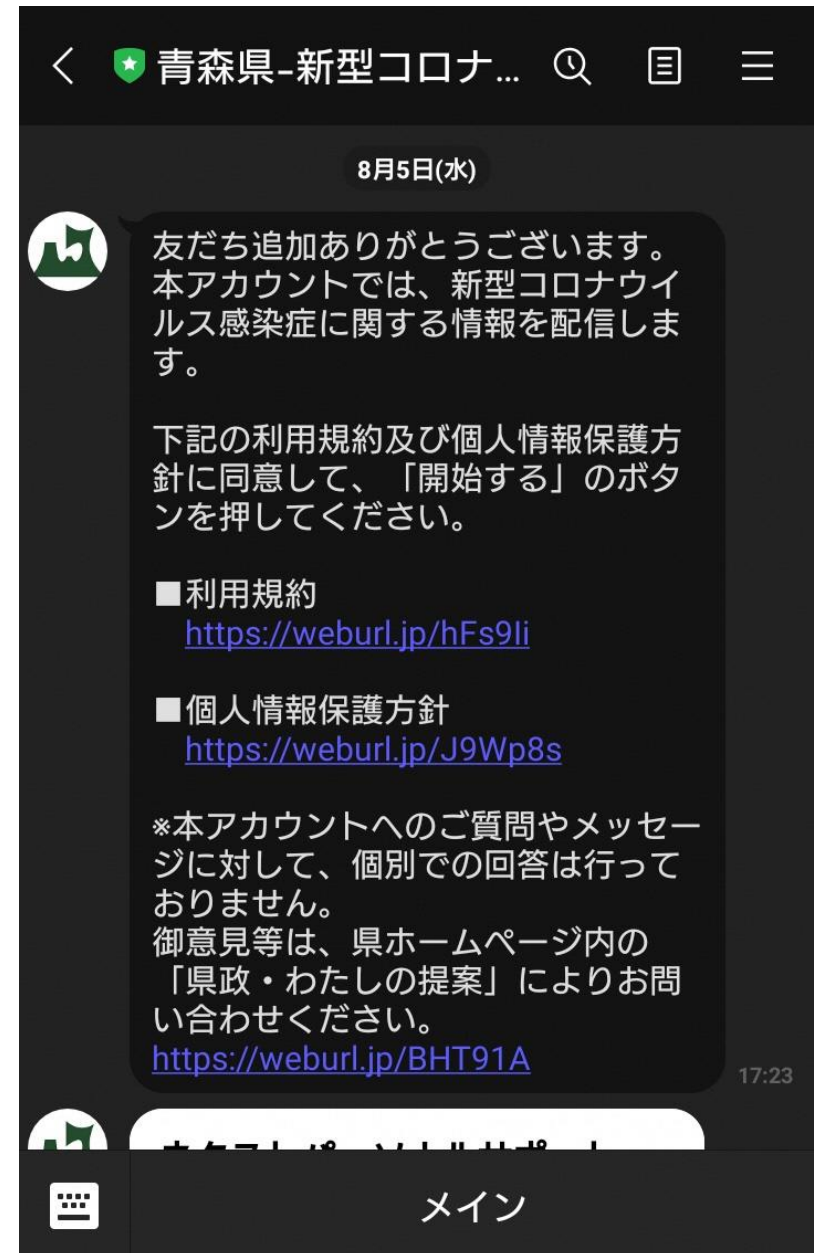 青森県-新型コロナ...
8月5日(水)
友だち追加ありがとうございます。
本アカウントでは、新型コロナウイ
ルス感染症に関する情報を配信しま
す。
下記の利用規約及び個人情報保護方
針に同意して、「開始する」のボタ
ンを押してください。
■利用規約
https://weburl.jp/hFs9Ii
■個人情報保護方針
https://weburl.jp/J9Wp8s
※本アカウントへのご質問やメッセー
ジに対して、個別での回答は行って
おりません。
御意見等は、県ホームページ内の
「県政・わたしの提案」によりお問
い合わせください。
https://weburl.jp/BHT91A
17:23
メイン